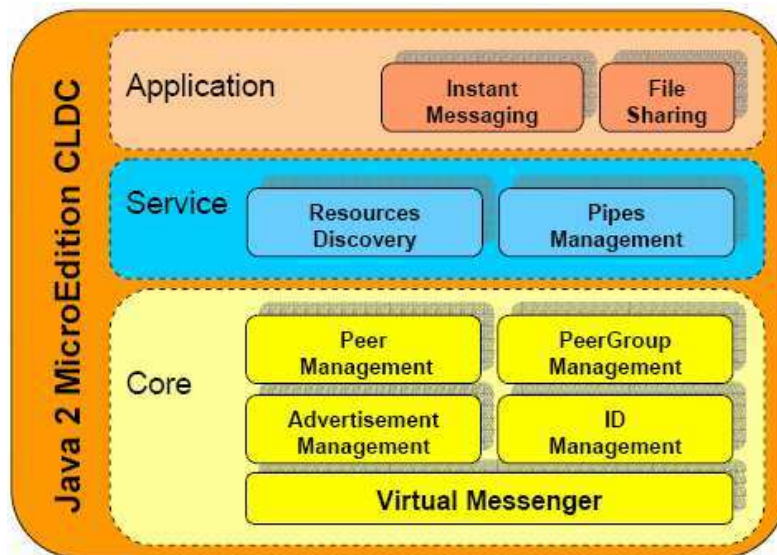 Java 2 MicroEdition CLDC
Application
Instant
Messaging
File
Sharing
Service
Resources
Discovery
Pipes
Management
Core
Peer
Management
PeerGroup
Management
Advertisement
Management
ID
Management
Virtual Messenger